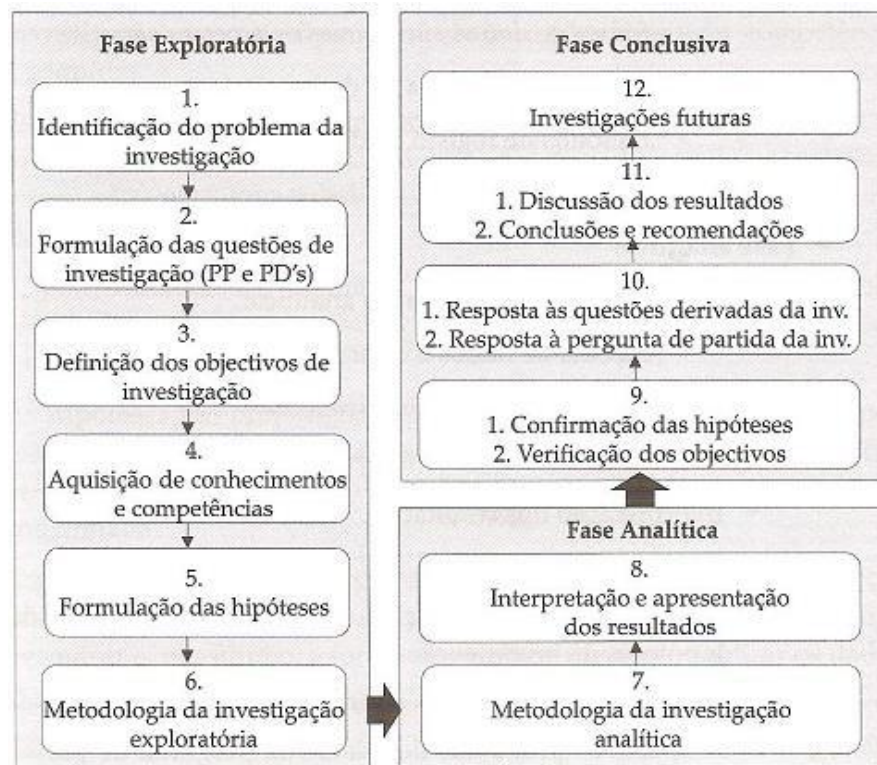 Fase Exploratória
1.
Identificação do problema da
investigação
2.
Formulação das questões de
investigação (PP e PD's)
3.
Definição dos objectivos de
investigação
4.
Aquisição de conhecimentos
e competências
5.
Formulação das hipóteses
6.
Metodologia da investigação
exploratória
Fase Analítica
7.
Metodologia da investigação
analítica
8.
Interpretação e apresentação
dos resultados
Fase Conclusiva
9.
1. Confirmação das hipóteses
2. Verificação dos objectivos
10.
1. Resposta às questões derivadas da inv.
2. Resposta à pergunta de partida da inv.
11.
1. Discussão dos resultados
2. Conclusões e recomendações
12.
Investigações futuras